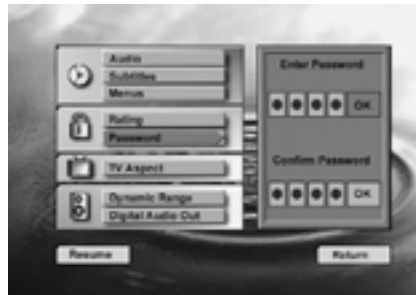 Audio
Subtitles
Menus
Rating
Password
TV Aspect
Dynamic Range
Digital Audio Out
Enter Password
OK
Confirm Password
OK
Resume
Return